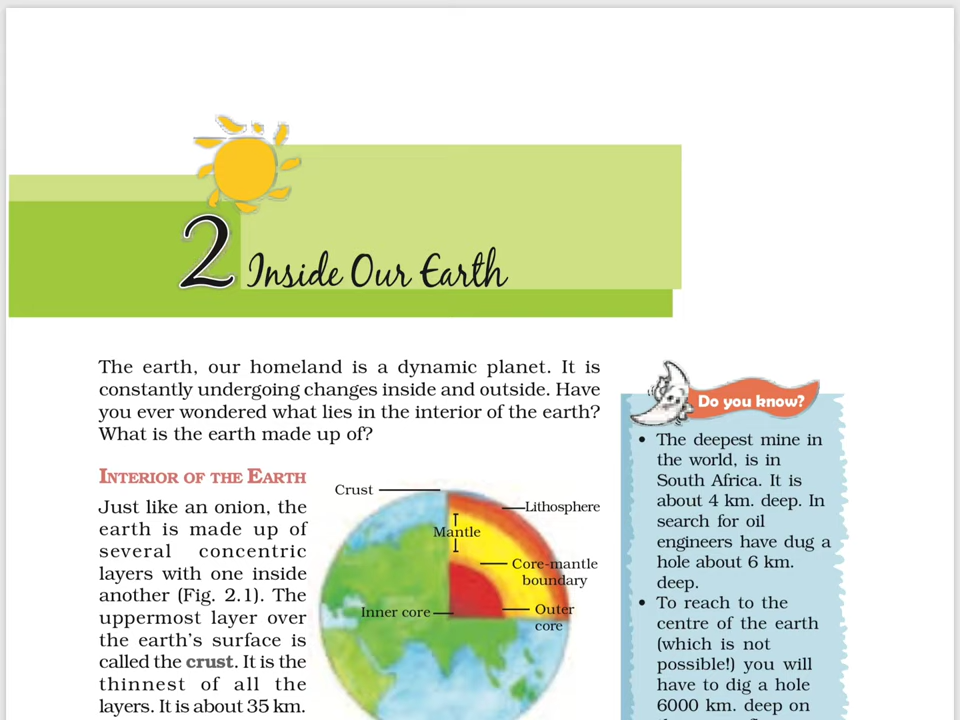 2 Inside Our Earth
The earth, our homeland is a dynamic planet. It is
constantly undergoing changes inside and outside. Have
you ever wondered what lies in the interior of the earth?
What is the earth made up of?
INTERIOR OF THE EARTH
Just like an onion, the
earth is made up of
several concentric
layers with one inside
another (Fig. 2.1). The
uppermost layer over
the earth's surface is
called the crust. It is the
thinnest of all the
layers. It is about 35 km.
Crust
Lithosphere
Mantle
Core-mantle
boundary
Inner core
Outer
core
Do you know?
• The deepest mine in
the world, is in
South Africa. It is
about 4 km. deep. In
search for oil
engineers have dug a
hole about 6 km.
deep.
• To reach to the
centre of the earth
(which is not
possible!) you will
have to dig a hole
6000 km. deep on